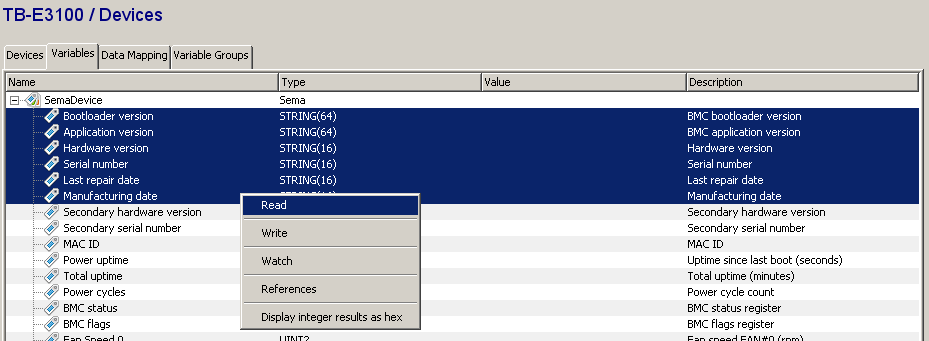 TB-E3100 / Devices
Devices Variables Data Mapping Variable Groups
Name Type Value Description
SemaDevice Sema
Bootloader version STRING(64) BMC bootloader version
Application version STRING(64) BMC application version
Hardware version STRING(16) Hardware version
Serial number STRING(16) Serial number
Last repair date STRING(16) Last repair date
Manufacturing date Manufacturing date
Read
Secondary hardware version Secondary hardware version
Secondary serial number Secondary serial number
Write
MAC ID MAC ID
Power uptime Uptime since last boot (seconds)
Watch
Total uptime Total uptime (minutes)
Power cycles Power cycle count
References
BMC status BMC status register
BMC flags BMC flags register
Display integer results as hex
Fan Speed 0 UINT2 Fan speed FAN#0 (rpm)